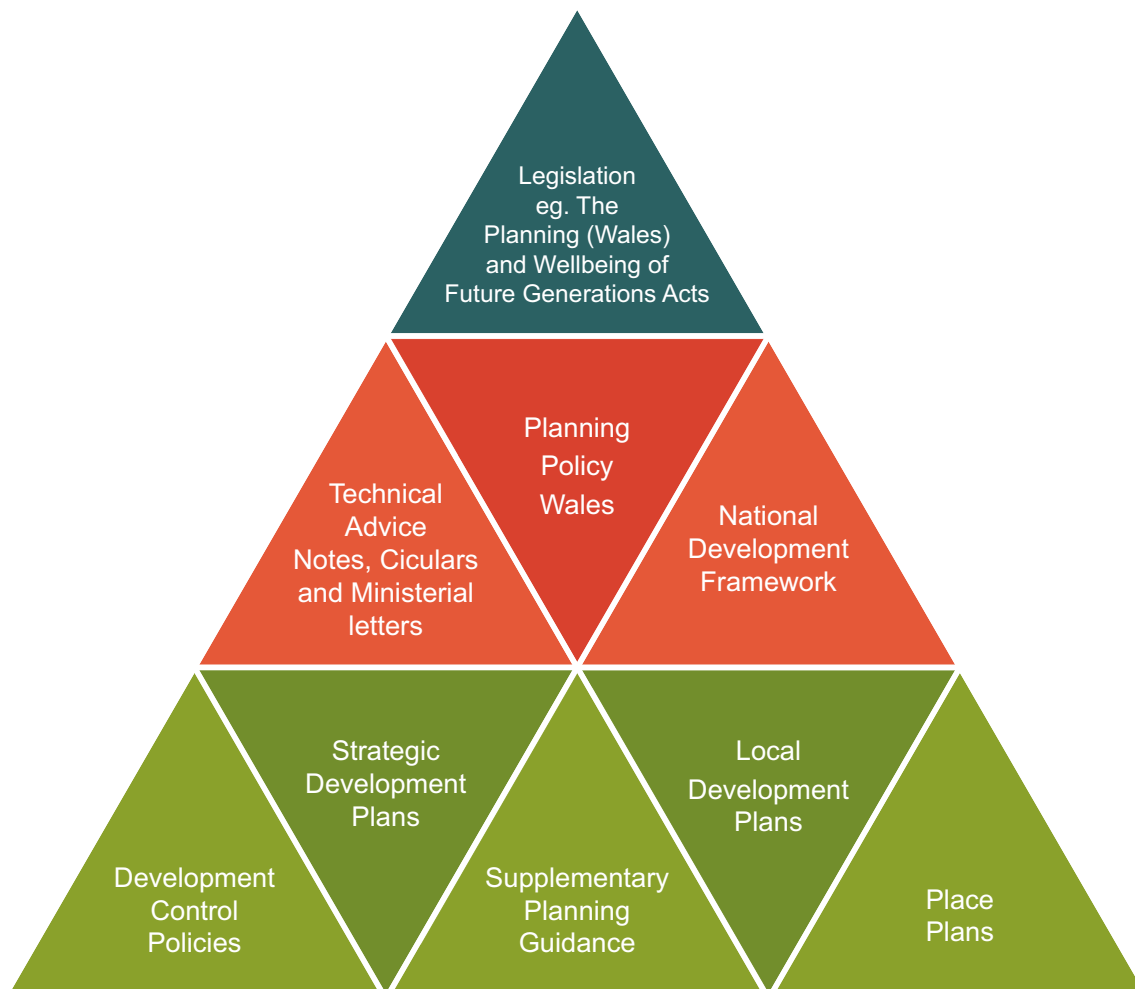 Legislation
eg. The
Planning (Wales)
and Wellbeing of
Future Generations Acts
Planning
Policy
Wales
Technical
Advice
Notes, Ciculars
and Ministerial
letters
National
Development
Framework
Strategic
Development
Plans
Local
Development
Plans
Development
Control
Policies
Supplementary
Planning
Guidance
Place
Plans